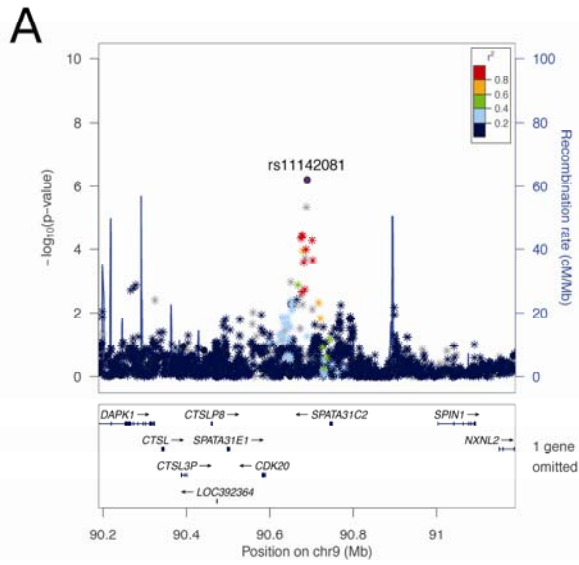 A
10
8
6
4
2
0
−log10(p-value)
100
80
60
40
20
0
Recombination rate (cM/Mb)
r2
0.8
0.6
0.4
0.2
rs11142081
DAPK1 → ← SPATA31C2 SPIN1 →
CTSL → SPATA31E1 → NXNL2 →
CTSL3P → ← CDK20
← LOC392364
CTSLP8 →
1 gene
omitted
90.2 90.4 90.6 90.8 91
Position on chr9 (Mb)